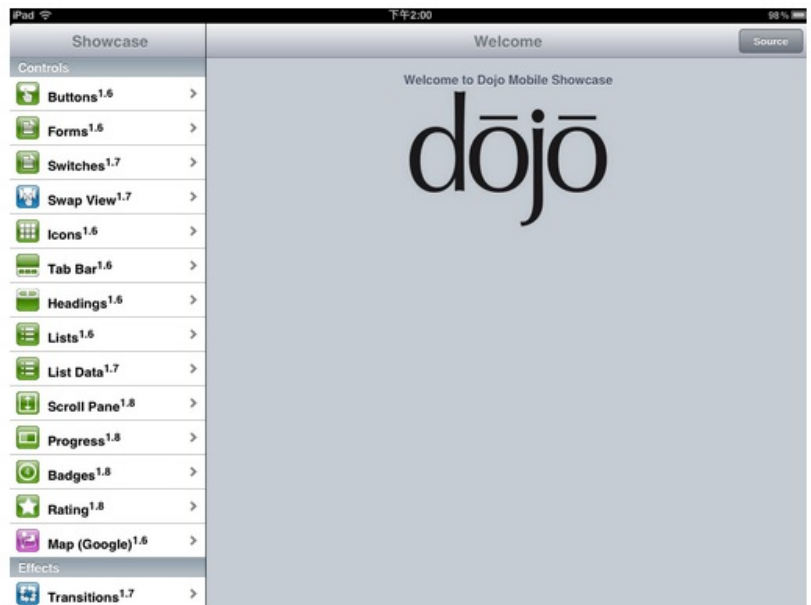 iPad 下午2:00 98 %
Showcase
Controls
Buttons1.6
Forms1.6
Switches1.7
Swap View1.7
Icons1.6
Tab Bar1.6
Headings1.6
Lists1.6
List Data1.7
Scroll Pane1.8
Progress1.8
Badges1.8
Rating1.8
Map (Google)1.6
Effects
Transitions1.7
Welcome
Source
Welcome to Dojo Mobile Showcase
dōjō